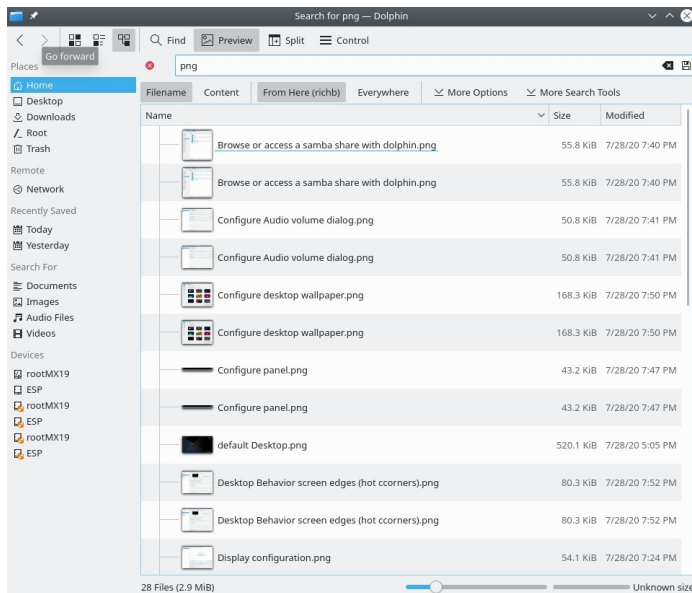 Search for png — Dolphin
Find
Preview
Split
Control
Go forward
Places
png
Home
Desktop
Downloads
Root
Trash
Remote
Network
Recently Saved
Today
Yesterday
Search For
Documents
Images
Audio Files
Videos
Devices
rootMX19
ESP
rootMX19
ESP
rootMX19
ESP
Filename Content From Here (richb) Everywhere More Options More Search Tools
Name Size Modified
Browse or access a samba share with dolphin.png 55.8 KiB 7/28/20 7:40 PM
Browse or access a samba share with dolphin.png 55.8 KiB 7/28/20 7:40 PM
Configure Audio volume dialog.png 50.8 KiB 7/28/20 7:41 PM
Configure Audio volume dialog.png 50.8 KiB 7/28/20 7:41 PM
Configure desktop wallpaper.png 168.3 KiB 7/28/20 7:50 PM
Configure desktop wallpaper.png 168.3 KiB 7/28/20 7:50 PM
Configure panel.png 43.2 KiB 7/28/20 7:47 PM
Configure panel.png 43.2 KiB 7/28/20 7:47 PM
default Desktop.png 520.1 KiB 7/28/20 5:05 PM
Desktop Behavior screen edges (hot ccorners).png 80.3 KiB 7/28/20 7:52 PM
Desktop Behavior screen edges (hot ccorners).png 80.3 KiB 7/28/20 7:52 PM
Display configuration.png 54.1 KiB 7/28/20 7:24 PM
28 Files (2.9 MiB) Unknown size